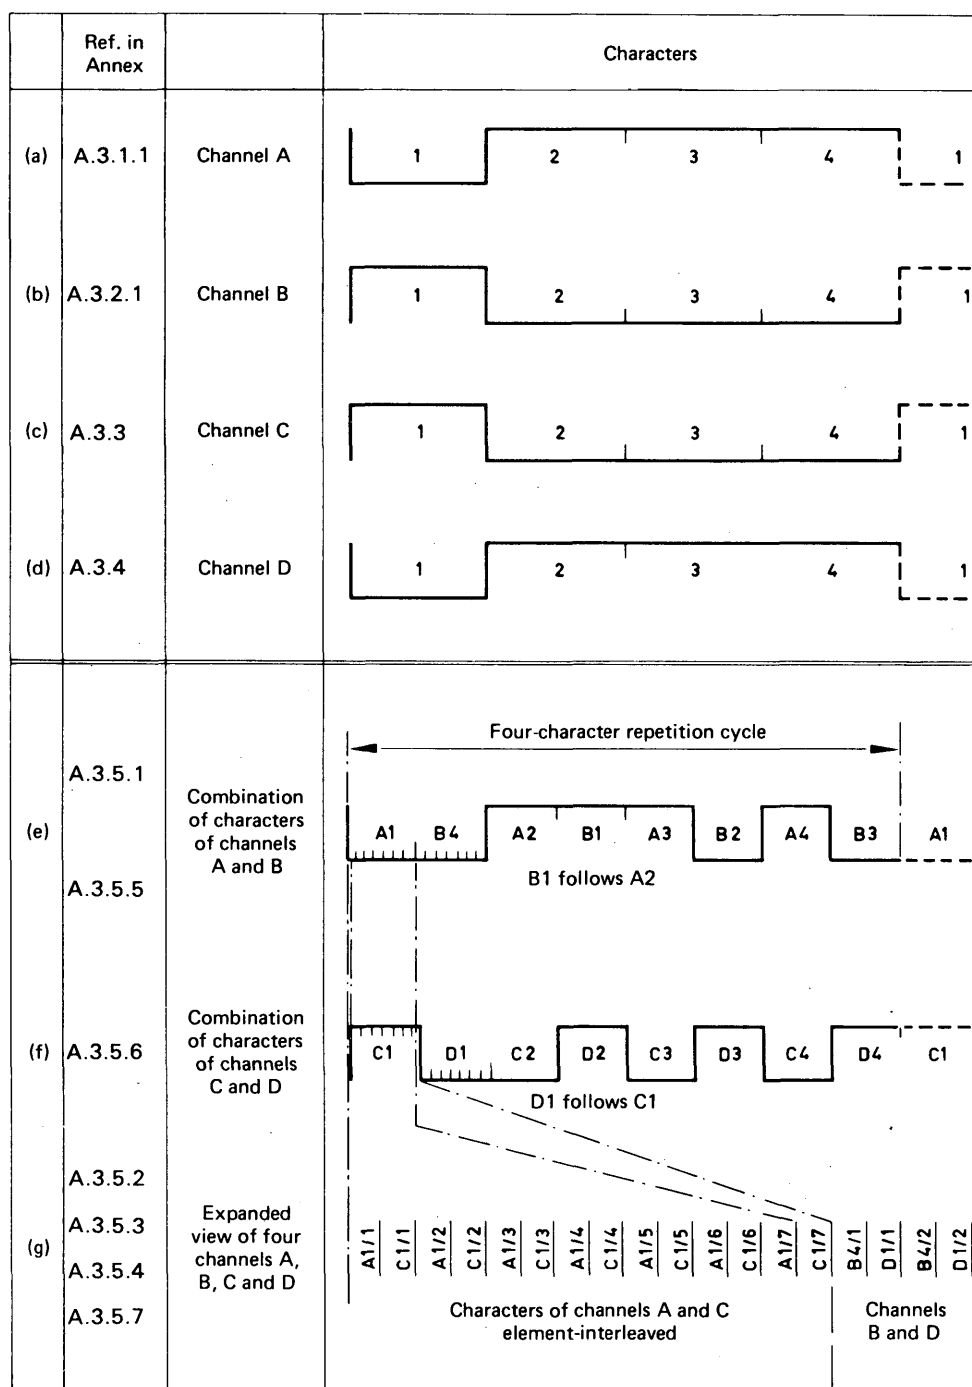 Ref. in
Annex
Characters
(a) A.3.1.1 Channel A 1 2 3 4 1
(b) A.3.2.1 Channel B 1 2 3 4 1
(c) A.3.3 Channel C 1 2 3 4 1
(d) A.3.4 Channel D 1 2 3 4 1
Four-character repetition cycle
(e)
A.3.5.1
A.3.5.5
Combination
of characters
of channels
A and B
A1 B4 A2 B1 A3 B2 A4 B3 A1
B1 follows A2
(f) A.3.5.6
Combination
of characters
of channels
C and D
C1 D1 C2 D2 C3 D3 C4 D4 C1
D1 follows C1
(g)
A.3.5.2
A.3.5.3
A.3.5.4
A.3.5.7
Expanded
view of four
channels A,
B, C and D
A1/1 C1/1 A1/2 C1/2 A1/3 C1/3 A1/4 C1/4 A1/5 C1/5 A1/6 C1/6 A1/7 C1/7 B4/1 D1/1 B4/2 D1/2
Characters of channels A and C
element-interleaved
Channels
B and D